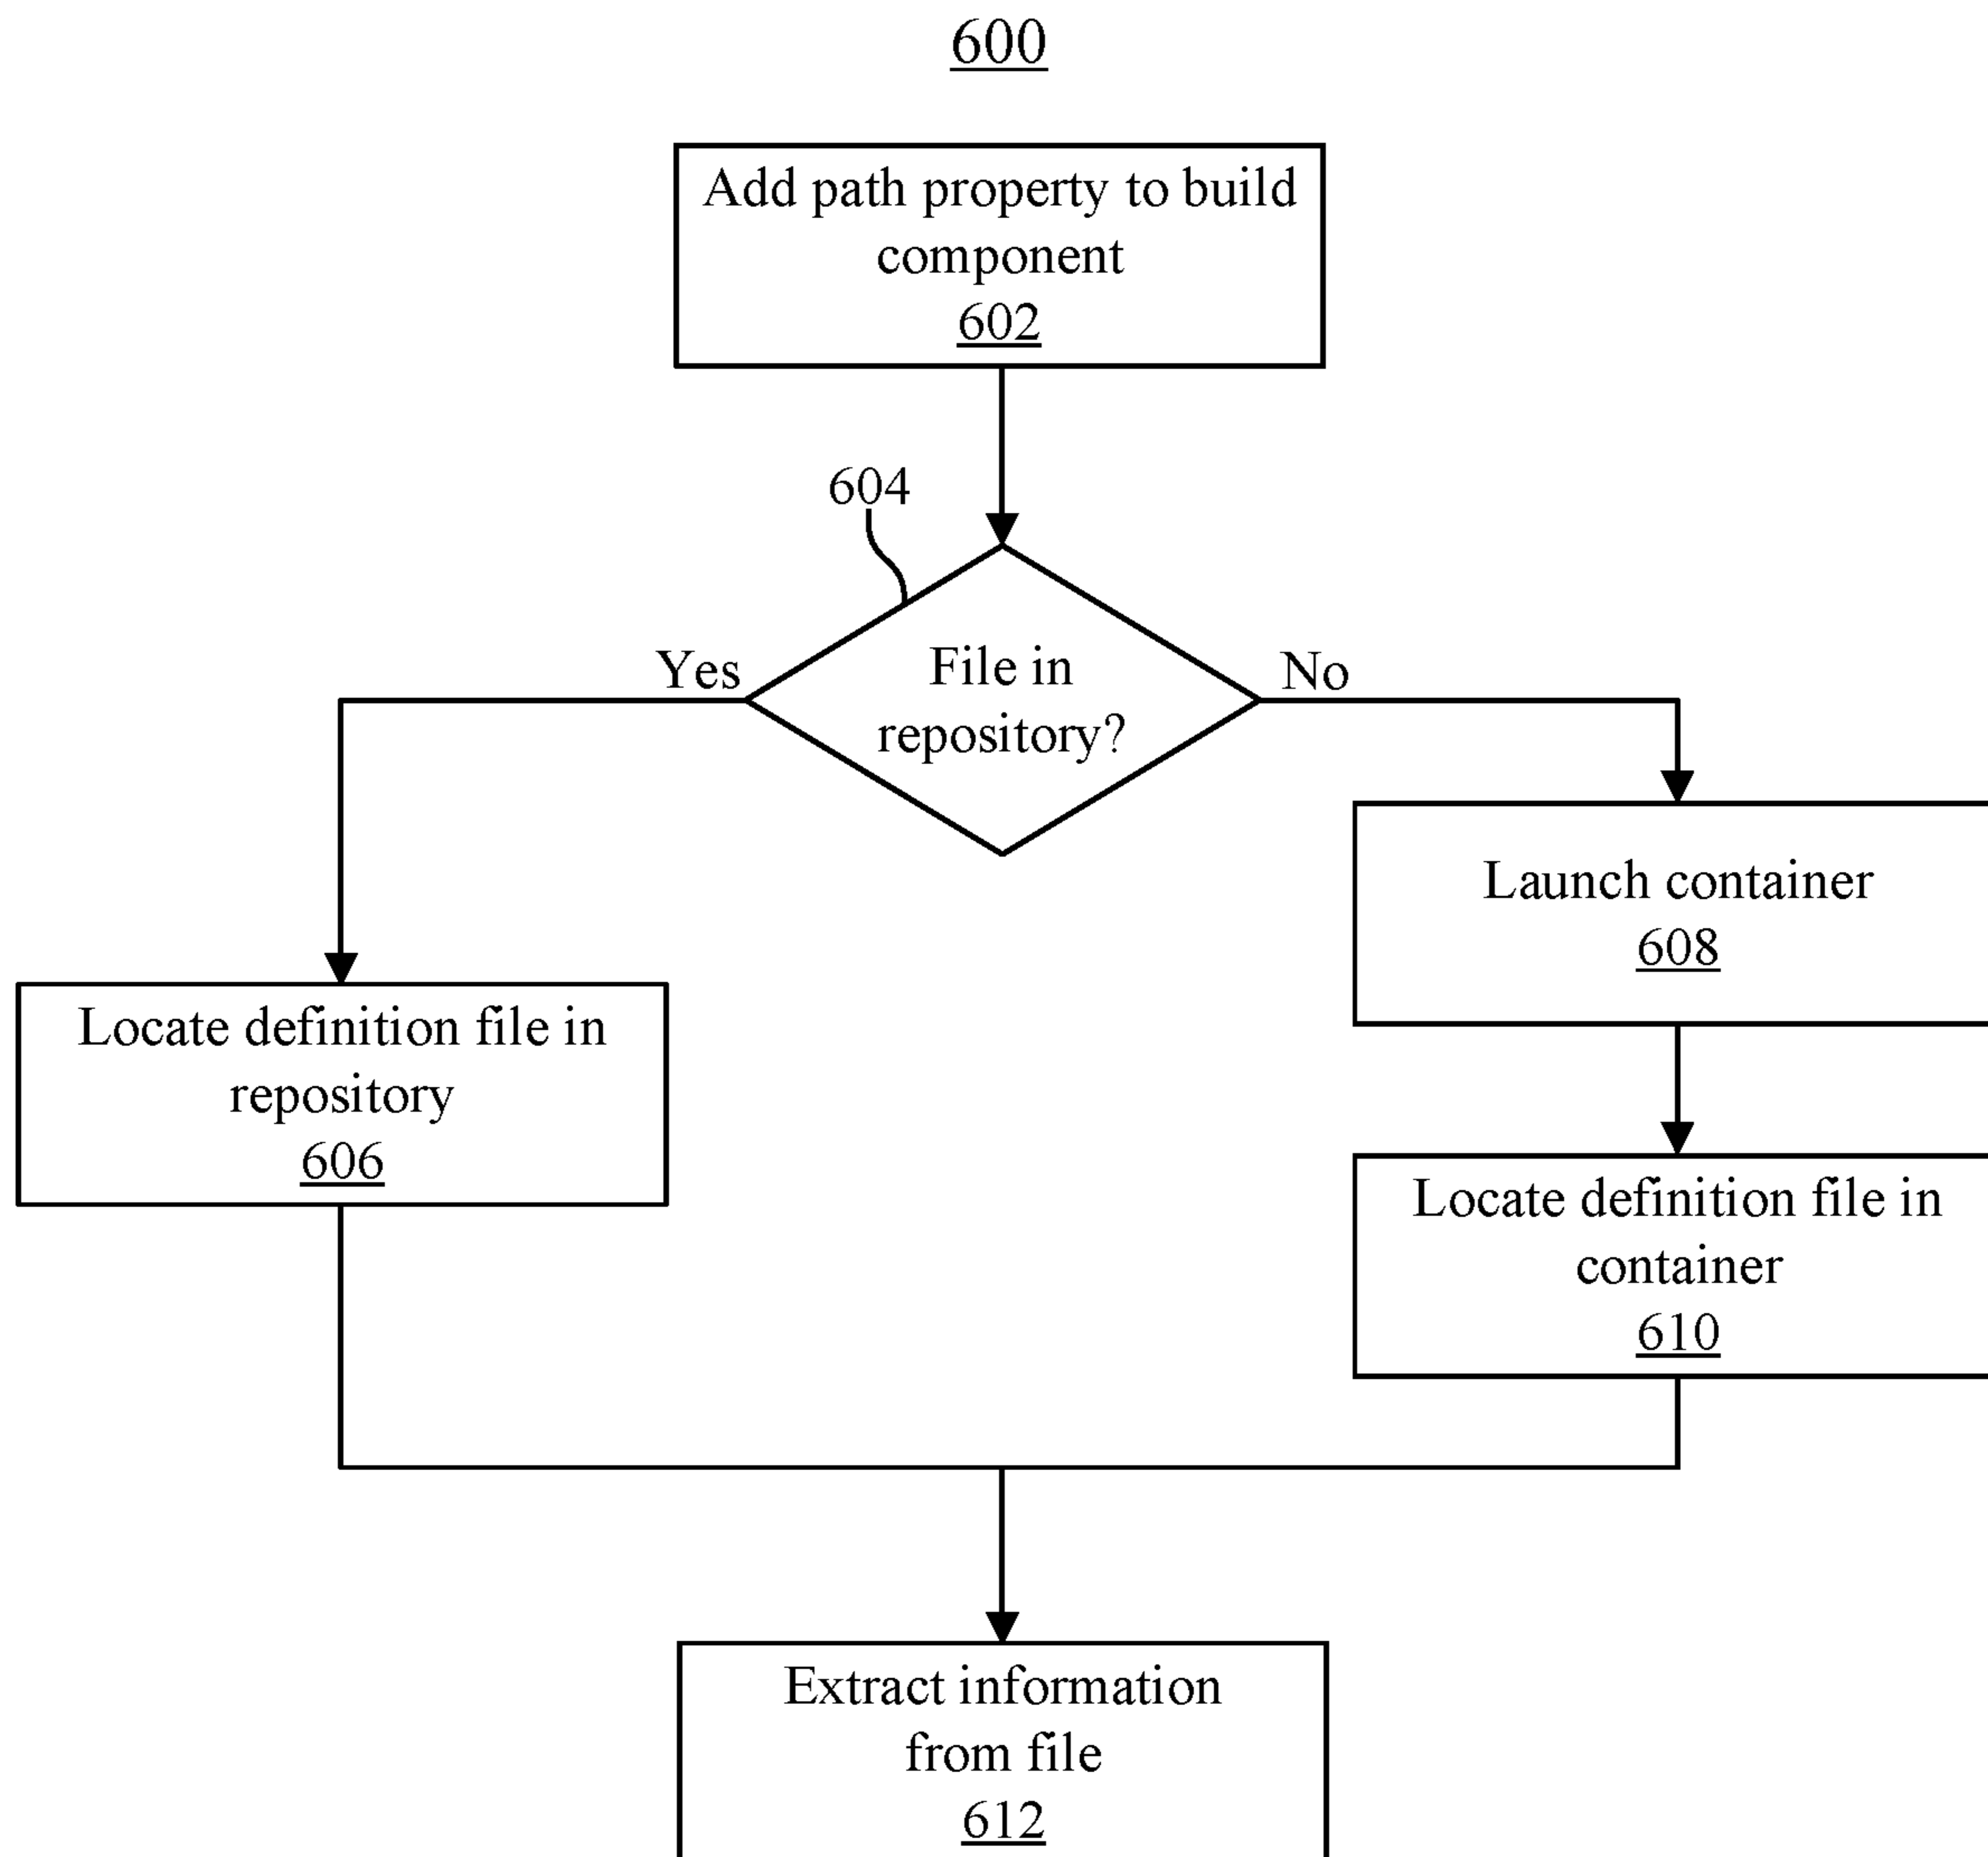 600
Add path property to build
component
602
604
File in
repository?
Yes
No
Launch container
608
Locate definition file in
repository
606
Locate definition file in
container
610
Extract information
from file
612